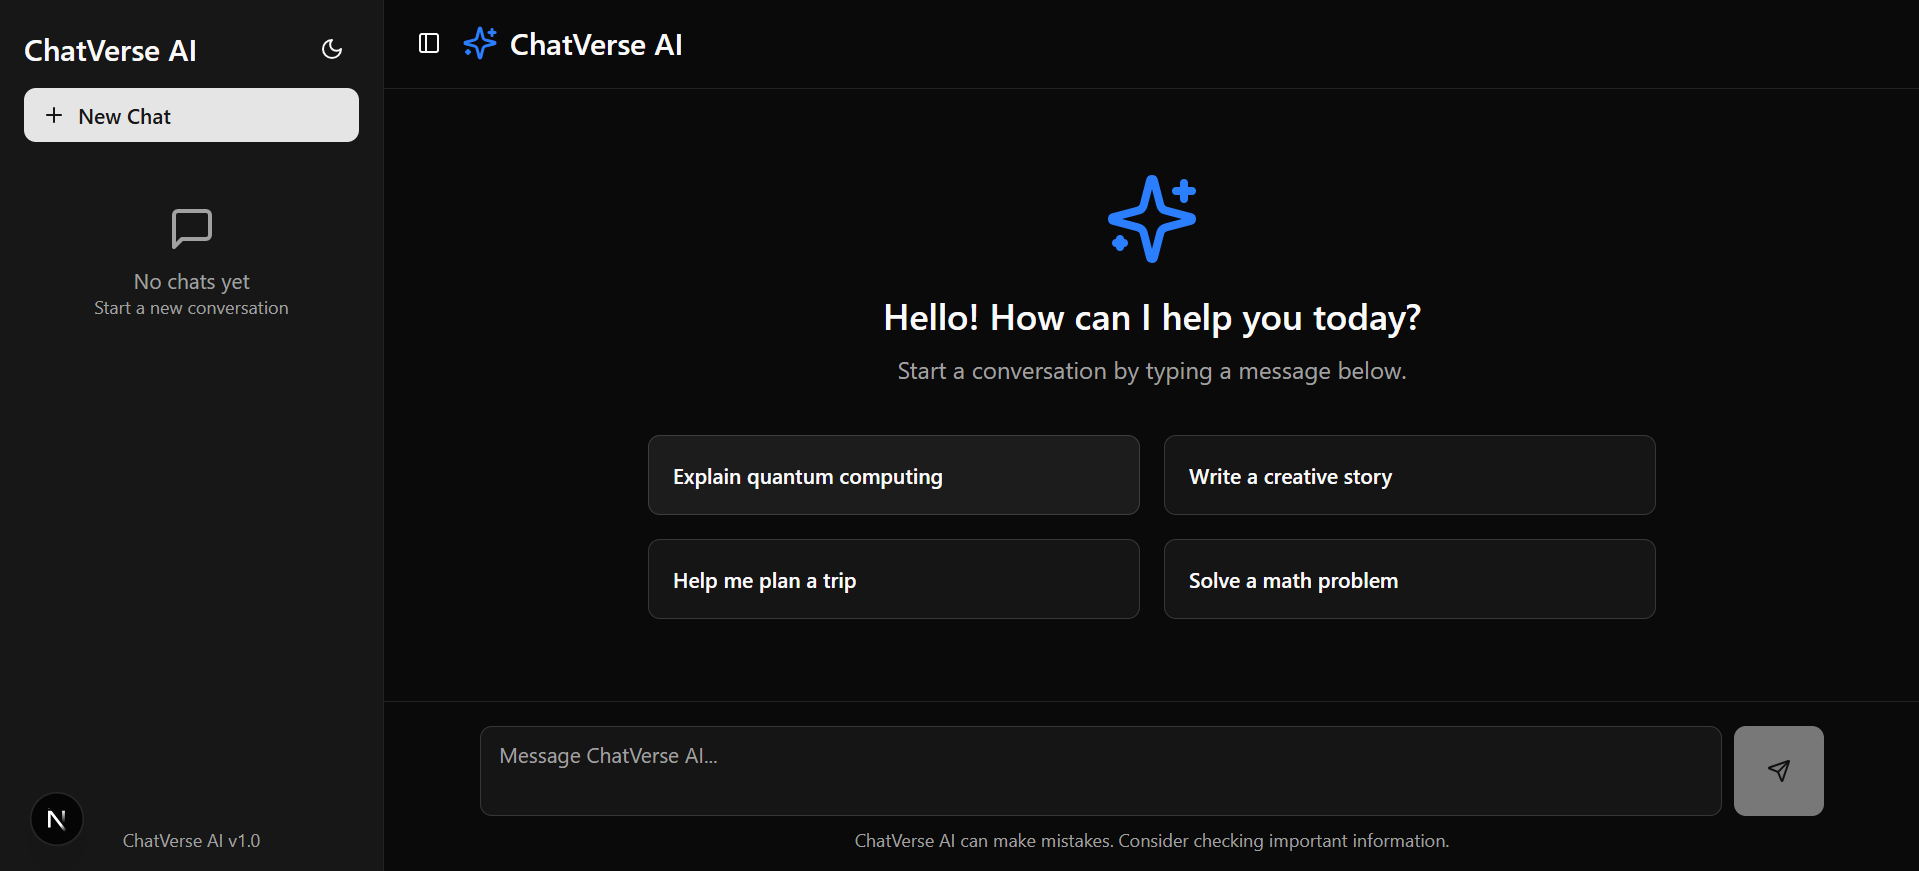 ChatVerse AI
New Chat
No chats yet
Start a new conversation
N
ChatVerse AI v1.0
ChatVerse AI
Hello! How can I help you today?
Start a conversation by typing a message below.
Explain quantum computing
Write a creative story
Help me plan a trip
Solve a math problem
Message ChatVerse AI...
ChatVerse AI can make mistakes. Consider checking important information.